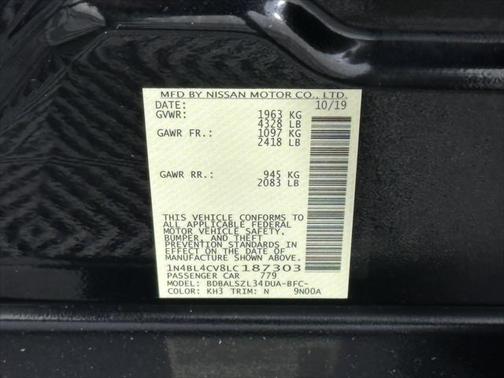 MFD BY NISSAN MOTOR CO., LTD.
DATE: 10/19
GVWR: 1963 KG
4328 LB
GAWR FR.: 1097 KG
2418 LB
GAWR RR.: 945 KG
2083 LB
THIS VEHICLE CONFORMS TO
ALL APPLICABLE FEDERAL
MOTOR VEHICLE SAFETY,
BUMPER, AND THEFT
PREVENTION STANDARDS
IN EFFECT ON THE DATE OF
MANUFACTURE SHOWN ABOVE.
1N4BL4CV8LC187303
PASSENGER CAR 779
MODEL: BDBALSZL34DUA-BFC-
COLOR: KH3 TRIM: N 9N00A